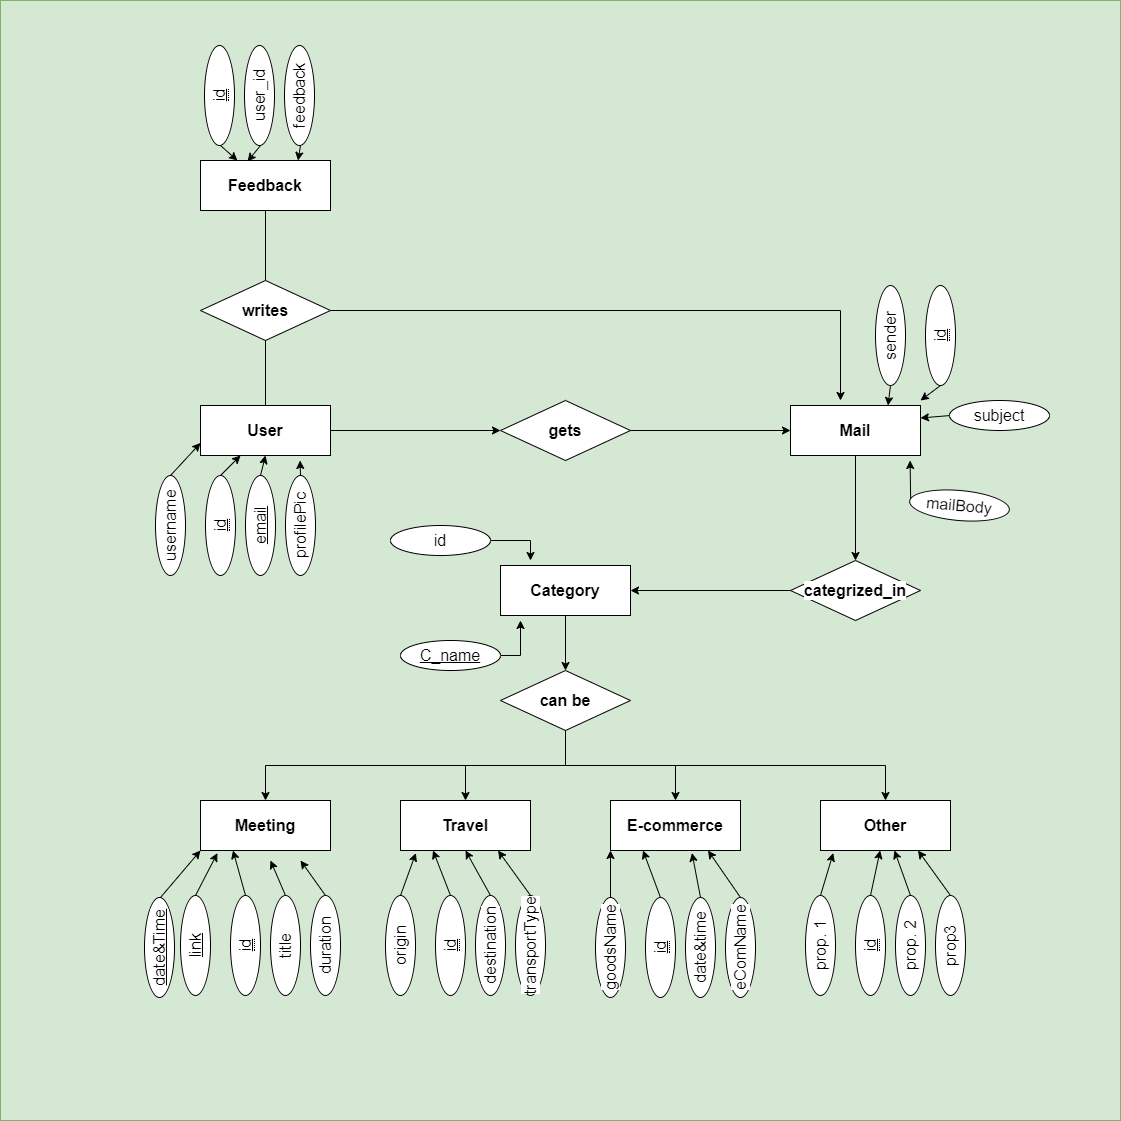 id
user_id
feedback
Feedback
writes
sender
id
User
gets
Mail
subject
username
id
email
profilePic
mailBody
id
Category
categrized_in
C_name
can be
Meeting
Travel
E-commerce
Other
date&Time
link
id
title
duration
origin
id
destination
transportType
goodsName
id
date&time
eComName
prop. 1
id
prop. 2
prop3